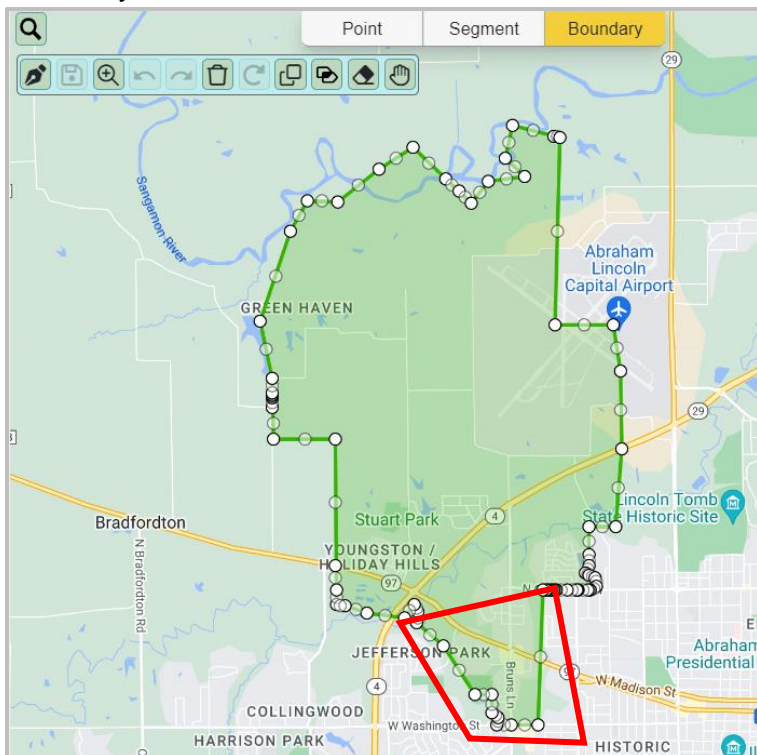 Point
Segment
Boundary
29
Sangamon
River
Abraham
Lincoln
Capital Airport
GREEN HAVEN
29
Lincoln Tomb
State Historic Site
Bradfordton
Stuart Park
4
N Bradfordton Rd
YOUNGSTON /
HOLIDAY HILLS
97
N
JEFFERSON PARK
Bruns Ln
97
Abraham
Presidential
4
W Madison St
COLLINGWOOD
W Washington St
HARRISON PARK
HISTORIC